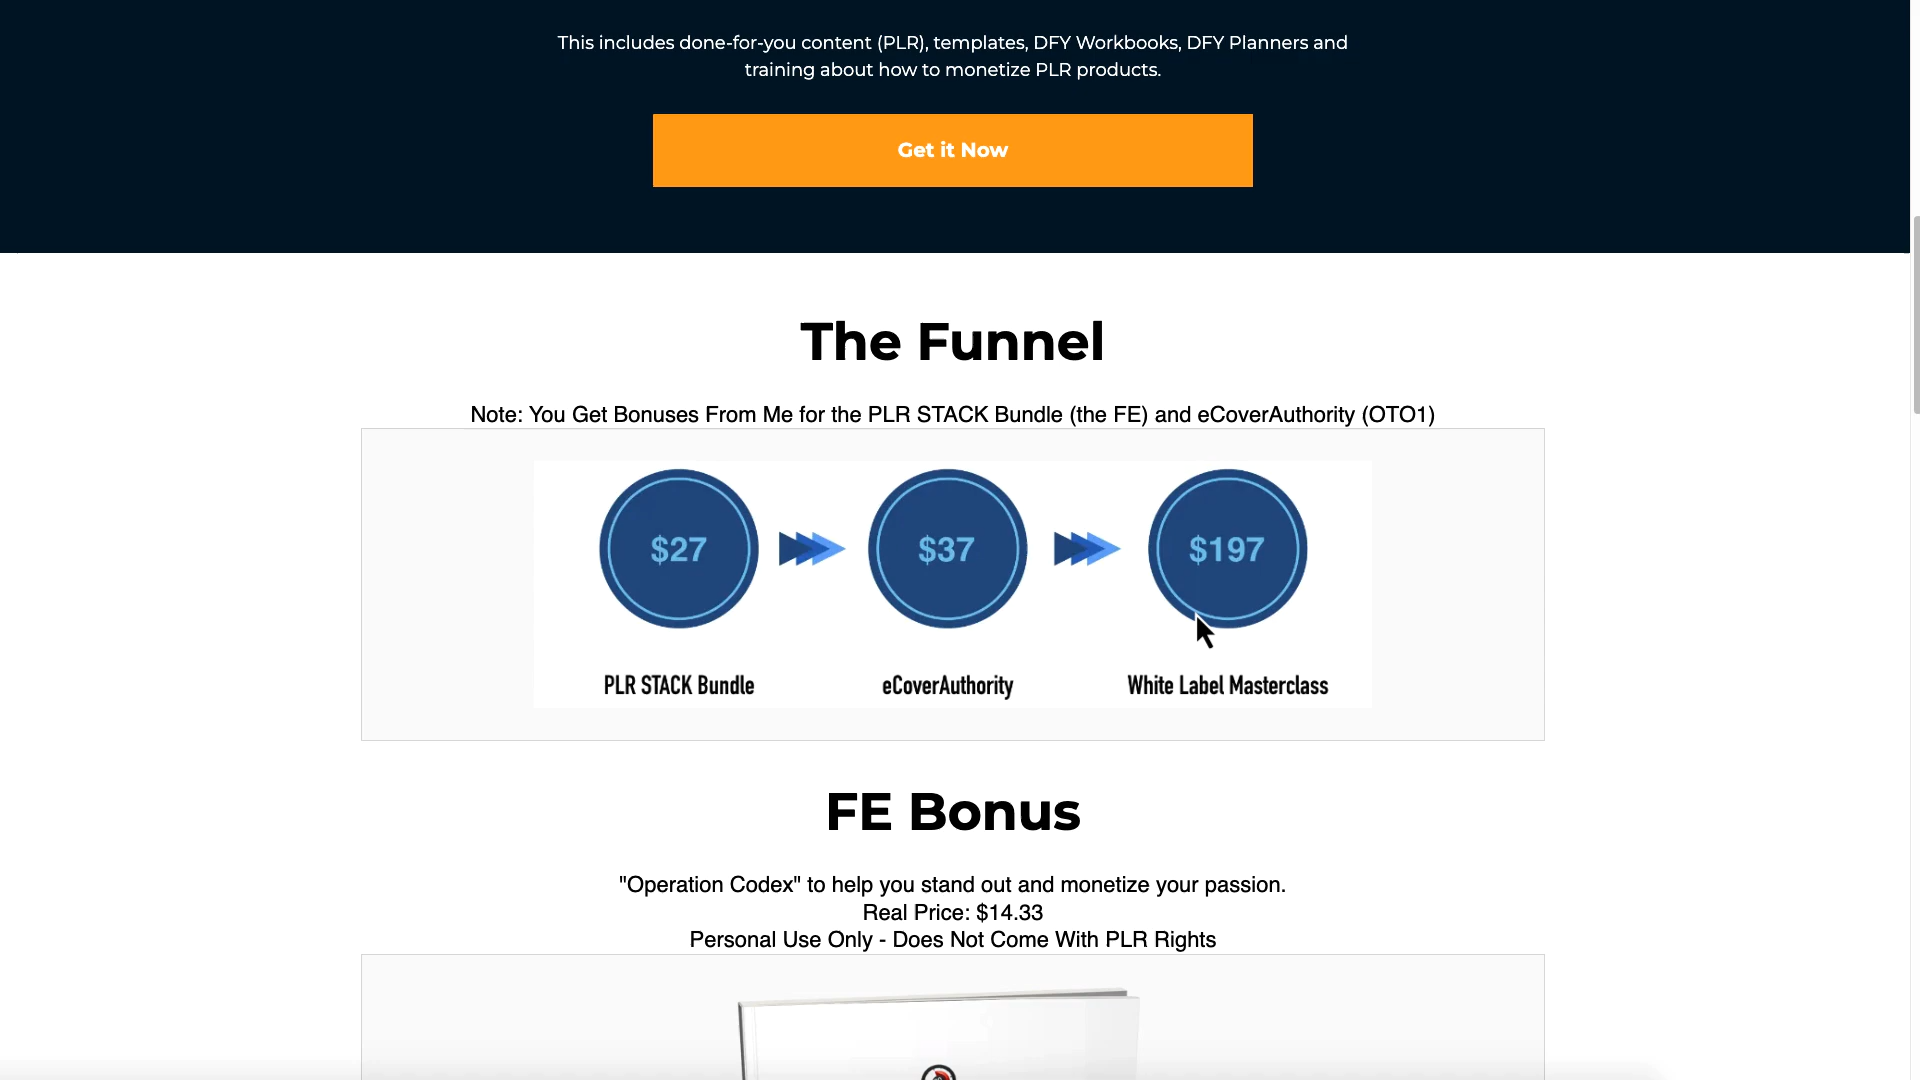 This includes done-for-you content (PLR), templates, DFY Workbooks, DFY Planners and
training about how to monetize PLR products.
Get it Now
The Funnel
Note: You Get Bonuses From Me for the PLR STACK Bundle (the FE) and eCoverAuthority (OTO1)
$27
$37
$197
PLR STACK Bundle
eCoverAuthority
White Label Masterclass
FE Bonus
"Operation Codex" to help you stand out and monetize your passion.
Real Price: $14.33
Personal Use Only - Does Not Come With PLR Rights